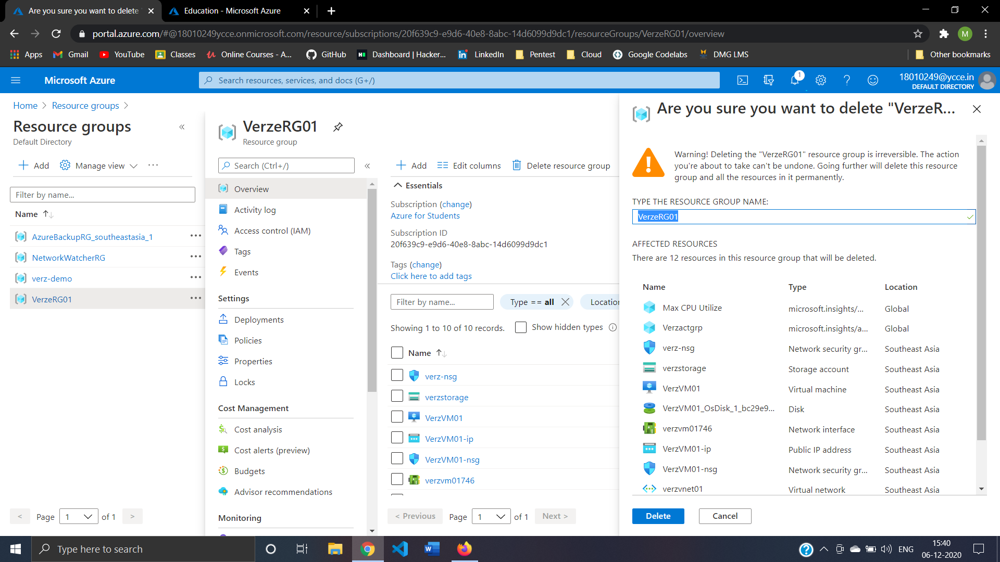 Are you sure you want to delete
Education - Microsoft Azure
portal.azure.com/#@18010249ycce.onmicrosoft.com/resource/subscriptions/20f639c9-e9d6-40e8-8abc-14d6099d9dc1/resourceGroups/VerzeRG01/overview
M
Apps
Gmail
YouTube
Classes
Online Courses - A...
GitHub
Dashboard | Hacker...
LinkedIn
Pentest
Cloud
Google Codelabs
DMG LMS
Other bookmarks
Microsoft Azure
Search resources, services, and docs (G+/)
1
18010249@ycce.in
DEFAULT DIRECTORY
Home > Resource groups >
Resource groups
Default Directory
Add
Manage view
Filter by name...
Name
AzureBackupRG_southeastasia_1
NetworkWatcherRG
verz-demo
VerzeRG01
< Page 1 of 1 >
VerzeRG01
Resource group
Search (Ctrl+/)
Overview
Activity log
Access control (IAM)
Tags
Events
Settings
Deployments
Policies
Properties
Locks
Cost Management
Cost analysis
Cost alerts (preview)
Budgets
Advisor recommendations
Monitoring
Add
Edit columns
Delete resource group
Essentials
Subscription (change)
Azure for Students
Subscription ID
20f639c9-e9d6-40e8-8abc-14d6099d9dc1
Tags (change)
Click here to add tags
Filter by name...
Type == all
Location
Showing 1 to 10 of 10 records.
Show hidden types
Name
verz-nsg
verzstorage
VerzVM01
VerzVM01-ip
VerzVM01-nsg
verzvm01746
< Previous
Page 1 of 1
Next >
Are you sure you want to delete "VerzeR...
Warning! Deleting the "VerzeRG01" resource group is irreversible. The action
you're about to take can't be undone. Going further will delete this resource
group and all the resources in it permanently.
TYPE THE RESOURCE GROUP NAME:
VerzeRG01
AFFECTED RESOURCES
There are 12 resources in this resource group that will be deleted.
Name Type Location
Max CPU Utilize microsoft.insights/... Global
Verzactgrp microsoft.insights/a... Global
verz-nsg Network security gr... Southeast Asia
verzstorage Storage account Southeast Asia
VerzVM01 Virtual machine Southeast Asia
VerzVM01_OsDisk_1_bc29e9... Disk Southeast Asia
verzvm01746 Network interface Southeast Asia
VerzVM01-ip Public IP address Southeast Asia
VerzVM01-nsg Network security gr... Southeast Asia
verzvnet01 Virtual network Southeast Asia
Delete
Cancel
Type here to search
ENG
15:40
06-12-2020